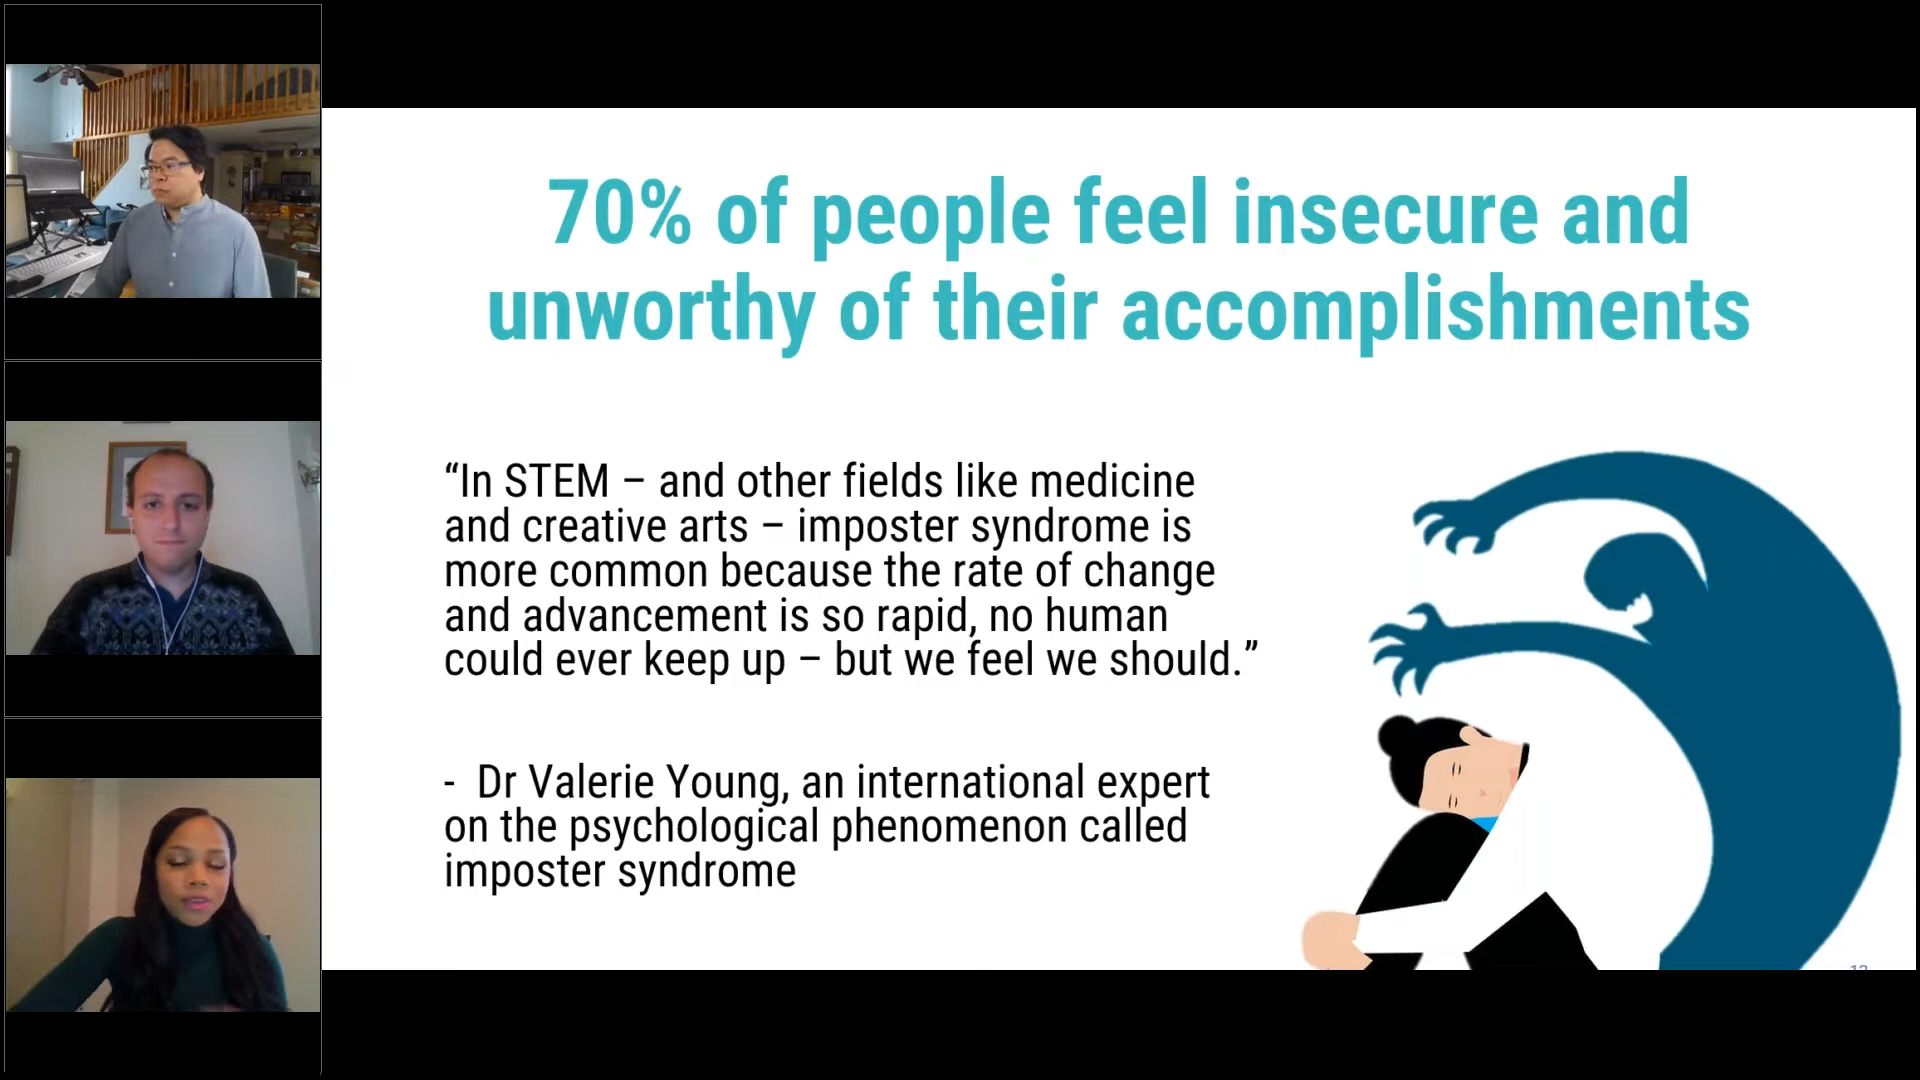 70% of people feel insecure and
unworthy of their accomplishments
“In STEM – and other fields like medicine
and creative arts – imposter syndrome is
more common because the rate of change
and advancement is so rapid, no human
could ever keep up – but we feel we should.”
- Dr Valerie Young, an international expert
on the psychological phenomenon called
imposter syndrome